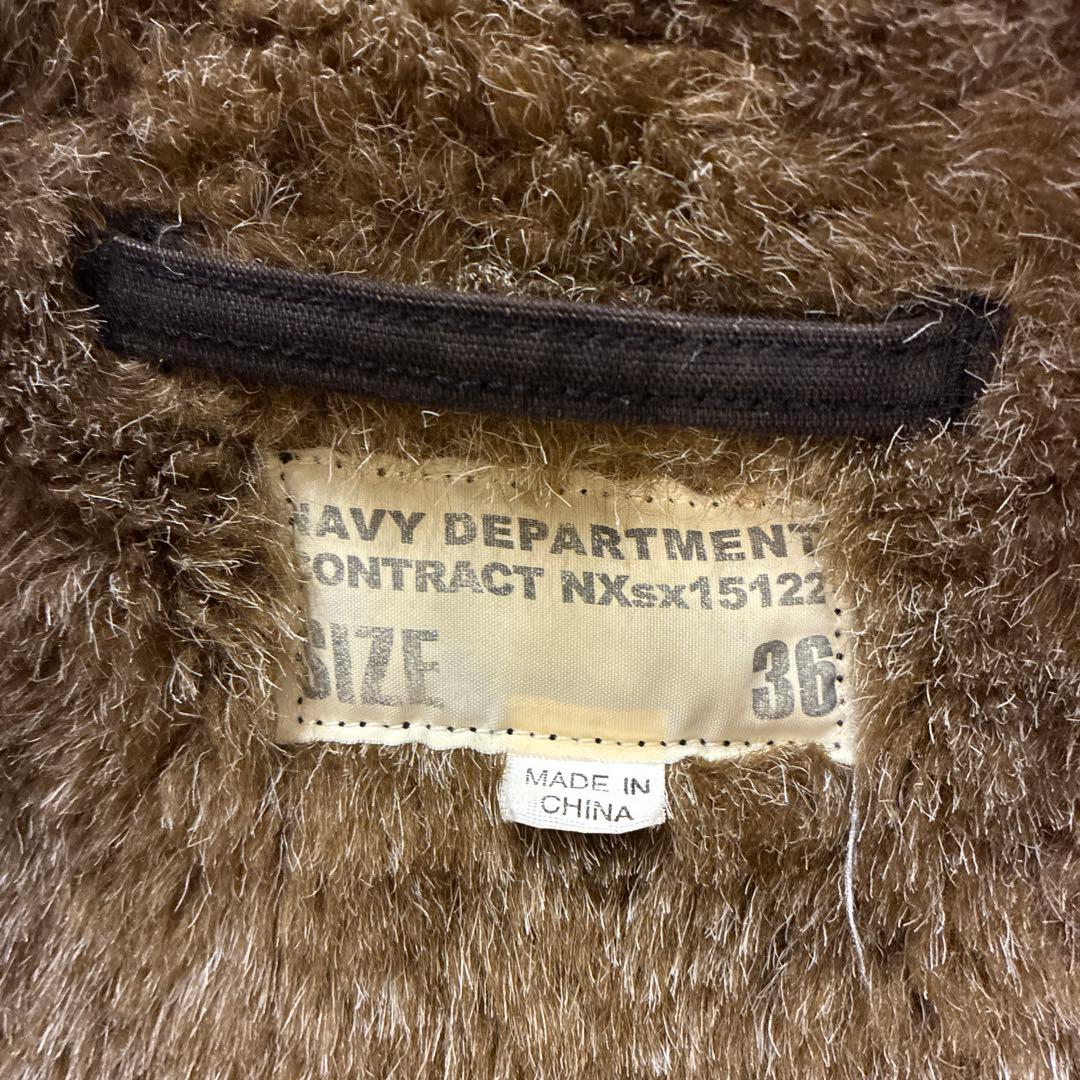 NAVY DEPARTMENT
CONTRACT NXsx15122
SIZE 36
MADE IN
CHINA